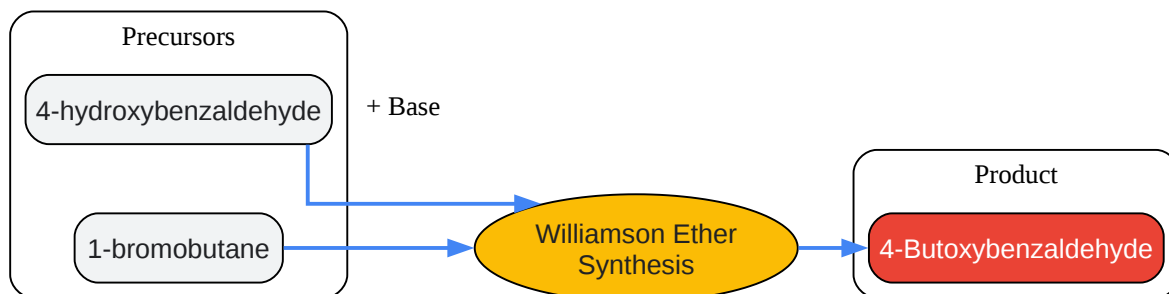 Precursors
4-hydroxybenzaldehyde
+ Base
1-bromobutane
Williamson Ether
Synthesis
Product
4-Butoxybenzaldehyde